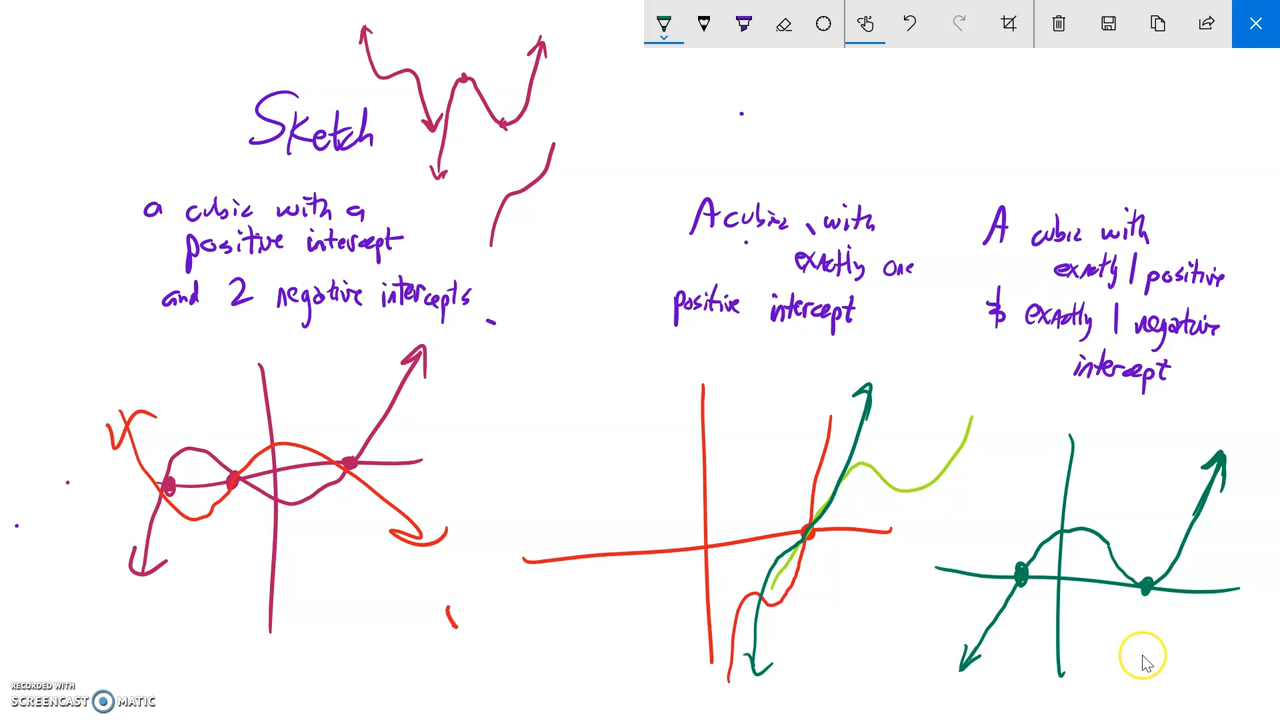 Sketch
a cubic with a
positive intercept
and 2 negative intercepts
A cubic with
exactly one
positive intercept
A cubic with
exactly 1 positive
& exactly 1 negative
intercept
RECORDED WITH
SCREENCAST MATIC